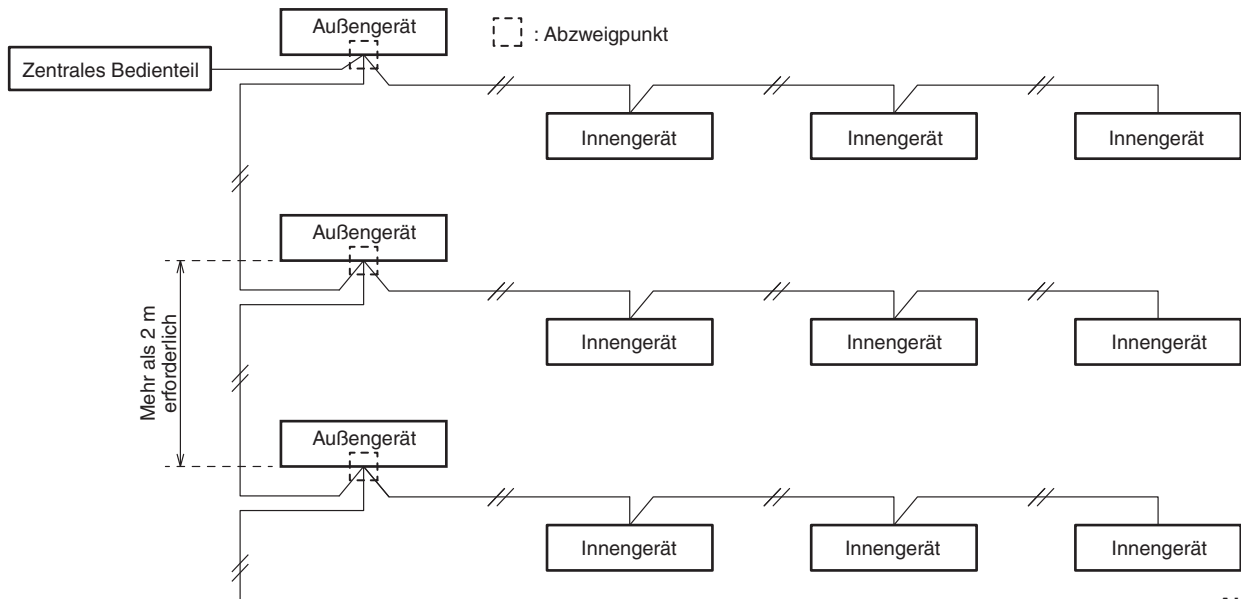 Außengerät
: Abzweigpunkt
Zentrales Bedienteil
Innengerät
Innengerät
Innengerät
Außengerät
Innengerät
Innengerät
Innengerät
Mehr als 2 m
erforderlich
Außengerät
Innengerät
Innengerät
Innengerät